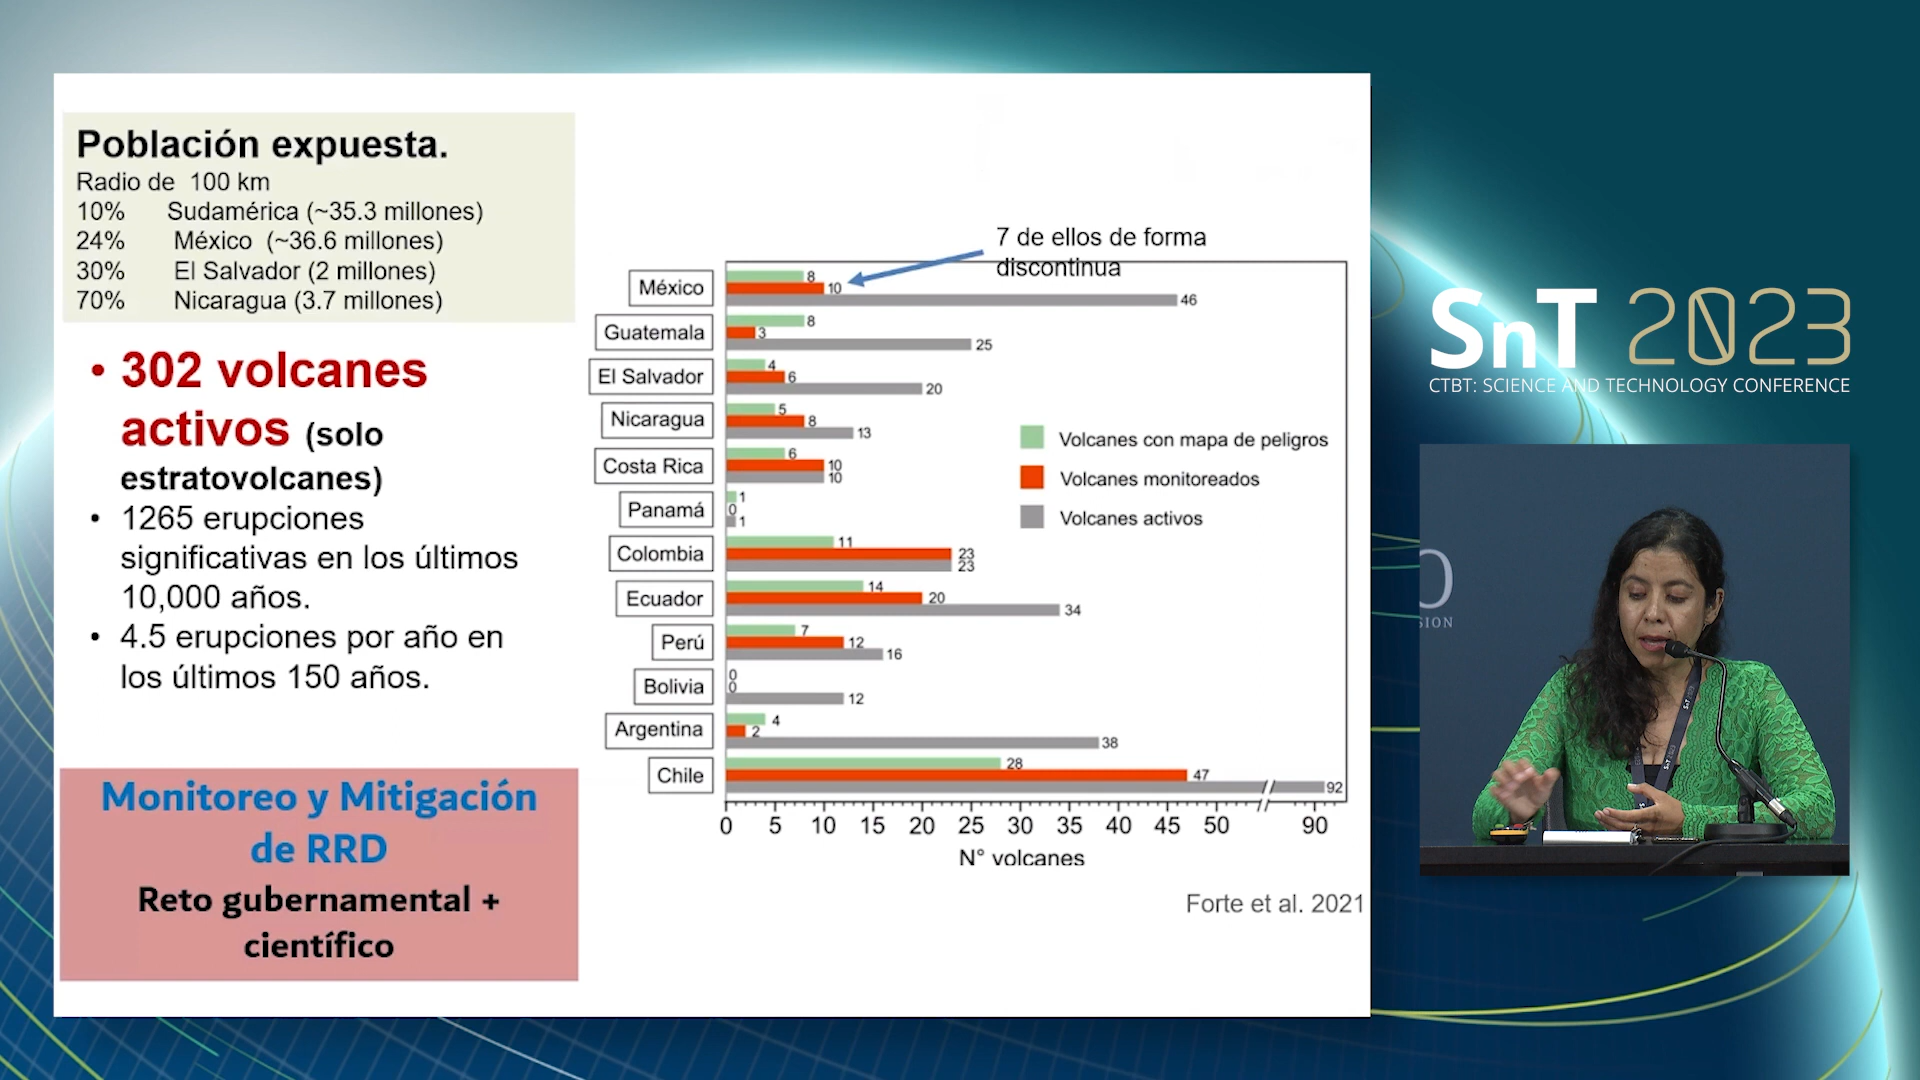 Población expuesta.
Radio de 100 km
10% Sudamérica (~35.3 millones)
24% México (~36.6 millones)
30% El Salvador (2 millones)
70% Nicaragua (3.7 millones)
• 302 volcanes
activos (solo
estratovolcanes)
• 1265 erupciones
significativas en los últimos
10,000 años.
• 4.5 erupciones por año en
los últimos 150 años.
Monitoreo y Mitigación
de RRD
Reto gubernamental +
científico
7 de ellos de forma
discontinua
México
8
10
46
Guatemala
8
3
25
El Salvador
4
6
20
Nicaragua
5
8
13
Costa Rica
6
10
10
Panamá
1
0
1
Colombia
11
23
23
Ecuador
14
20
34
Perú
7
12
16
Bolivia
0
0
12
Argentina
4
2
38
Chile
28
47
92
Volcanes con mapa de peligros
Volcanes monitoreados
Volcanes activos
0 5 10 15 20 25 30 35 40 45 50 90
N° volcanes
Forte et al. 2021
SnT 2023
CTBT: SCIENCE AND TECHNOLOGY CONFERENCE